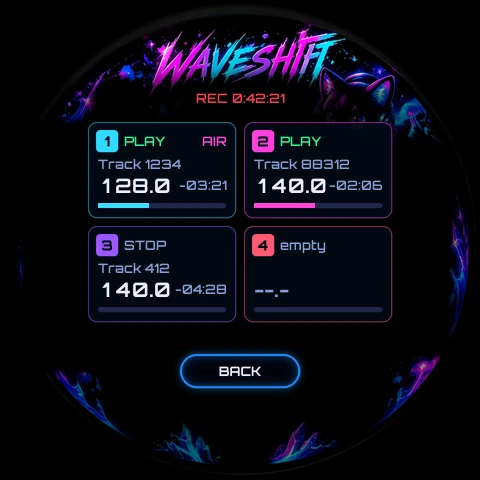 WAVESHIFT
REC 0:42:21
1 PLAY AIR
Track 1234
128.0 -03:21
2 PLAY
Track 88312
140.0 -02:06
3 STOP
Track 412
140.0 -04:28
4 empty
--.-
BACK